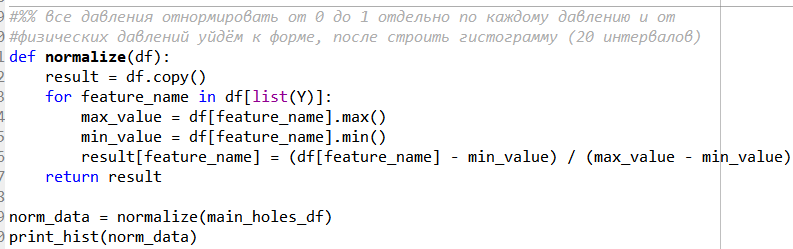 #%% все давления отнормировать от 0 до 1 отдельно по каждому давлению и от
#физических давлений уйдём к форме, после строить гистограмму (20 интервалов)
def normalize(df):
    result = df.copy()
    for feature_name in df[list(Y)]:
        max_value = df[feature_name].max()
        min_value = df[feature_name].min()
        result[feature_name] = (df[feature_name] - min_value) / (max_value - min_value)
    return result

norm_data = normalize(main_holes_df)
print_hist(norm_data)